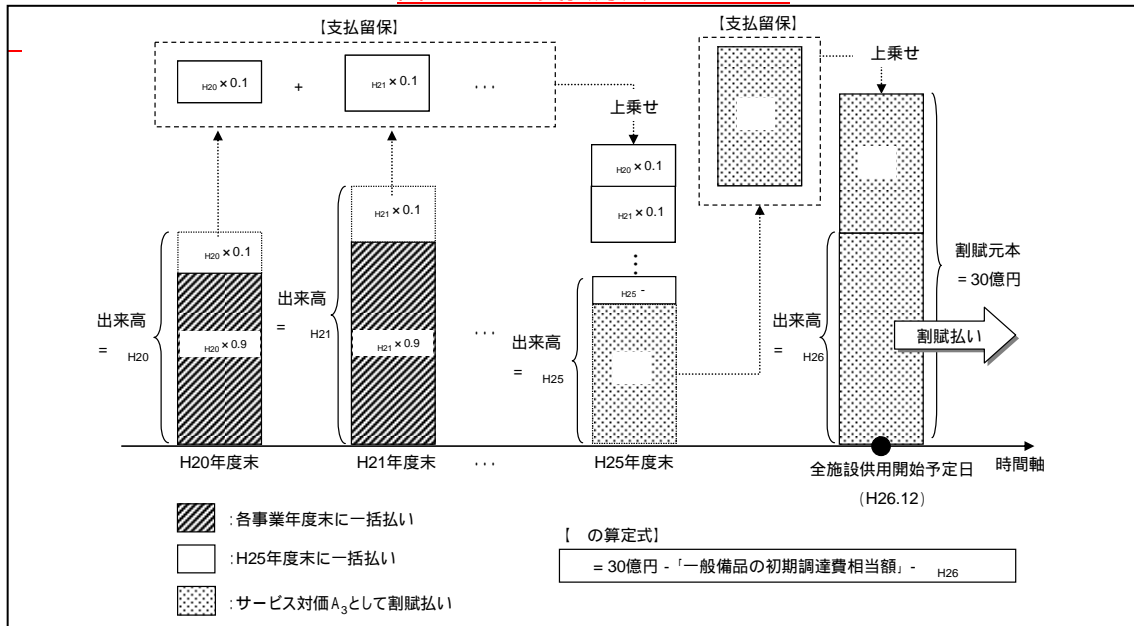 【支払留保】
H20 × 0.1
+
H21 × 0.1
・・・
上乗せ
【支払留保】
上乗せ
H20 × 0.1
H21 × 0.1
H20 × 0.1
H21 × 0.1
H25 -
出来高
= H20
H20 × 0.9
出来高
= H21
H21 × 0.9
・・・
出来高
= H25
出来高
= H26
割賦元本
= 30億円
割賦払い
H20年度末
H21年度末
・・・
H25年度末
全施設供用開始予定日
(H26.12)
時間軸
:各事業年度末に一括払い
:H25年度末に一括払い
:サービス対価A3として割賦払い
【 の算定式】
= 30億円 - 「一般備品の初期調達費相当額」 - H26